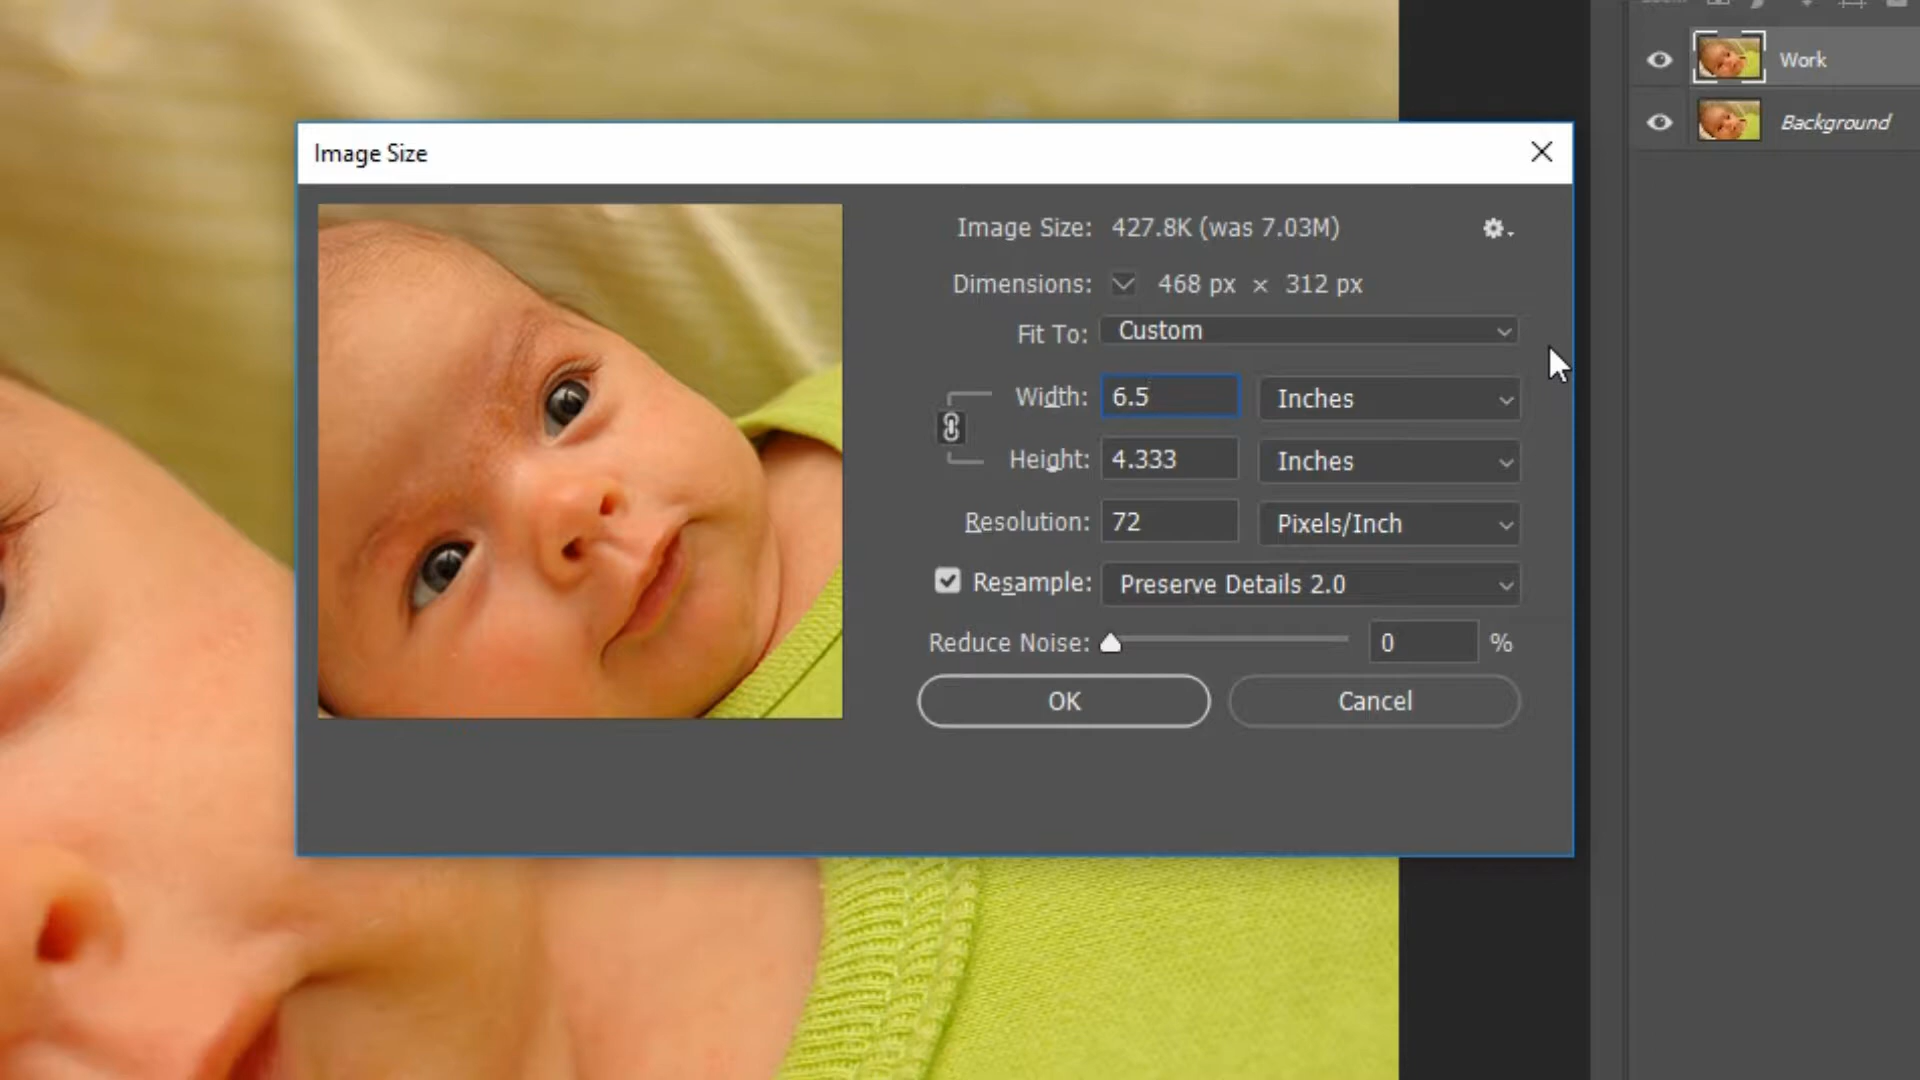 Work
Background
Image Size
Image Size: 427.8K (was 7.03M)
Dimensions: 468 px × 312 px
Fit To: Custom
Width: 6.5 Inches
Height: 4.333 Inches
Resolution: 72 Pixels/Inch
Resample: Preserve Details 2.0
Reduce Noise: 0 %
OK Cancel